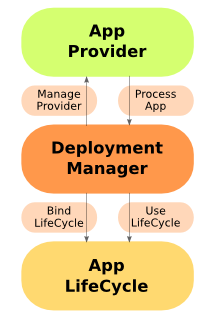 App
Provider
Manage
Provider
Process
App
Deployment
Manager
Bind
LifeCycle
Use
LifeCycle
App
LifeCycle